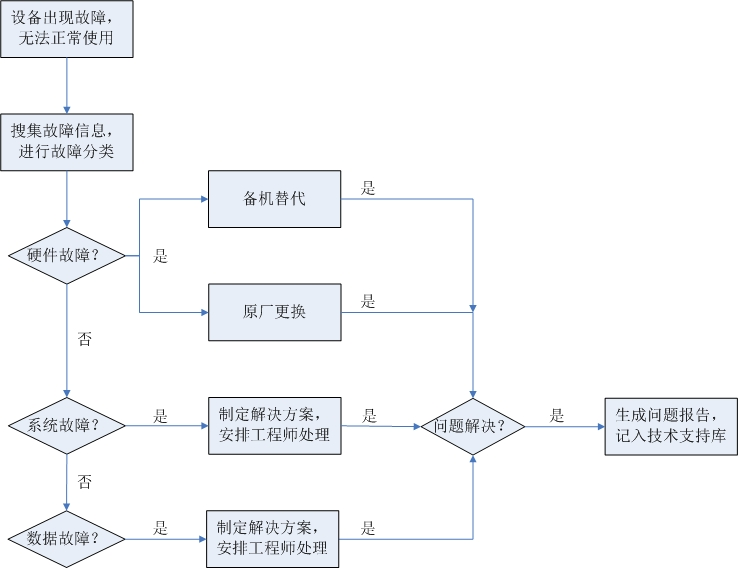 设备出现故障，
无法正常使用
搜集故障信息，
进行故障分类
备机替代
是
硬件故障？
是
原厂更换
是
否
系统故障？
是
制定解决方案，
安排工程师处理
是
问题解决？
是
生成问题报告，
记入技术支持库
否
数据故障？
是
制定解决方案，
安排工程师处理
是